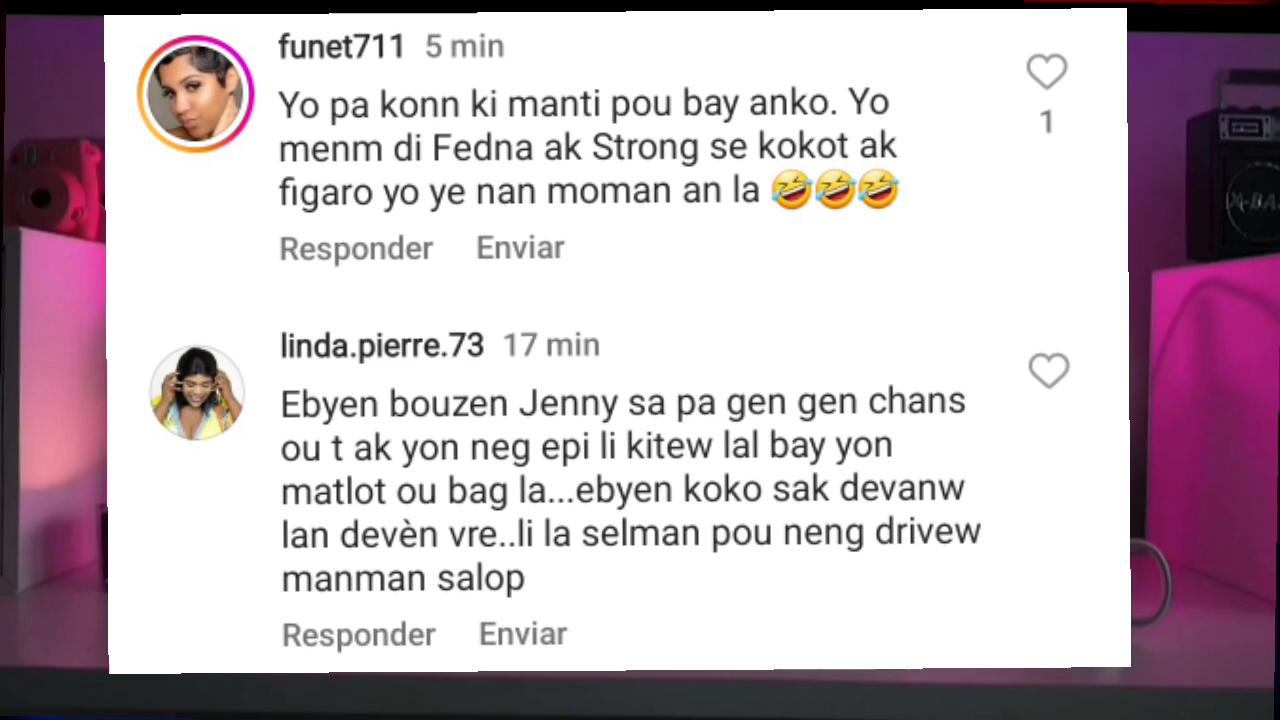 funet711 5 min
Yo pa konn ki manti pou bay anko. Yo
menm di Fedna ak Strong se kokot ak
figaro yo ye nan moman an la 🤣🤣🤣
1
Responder Enviar
linda.pierre.73 17 min
Ebyen bouzen Jenny sa pa gen gen chans
ou t ak yon neg epi li kitew lal bay yon
matlot ou bag la...ebyen koko sak devanw
lan devèn vre..li la selman pou neng drivew
manman salop
Responder Enviar